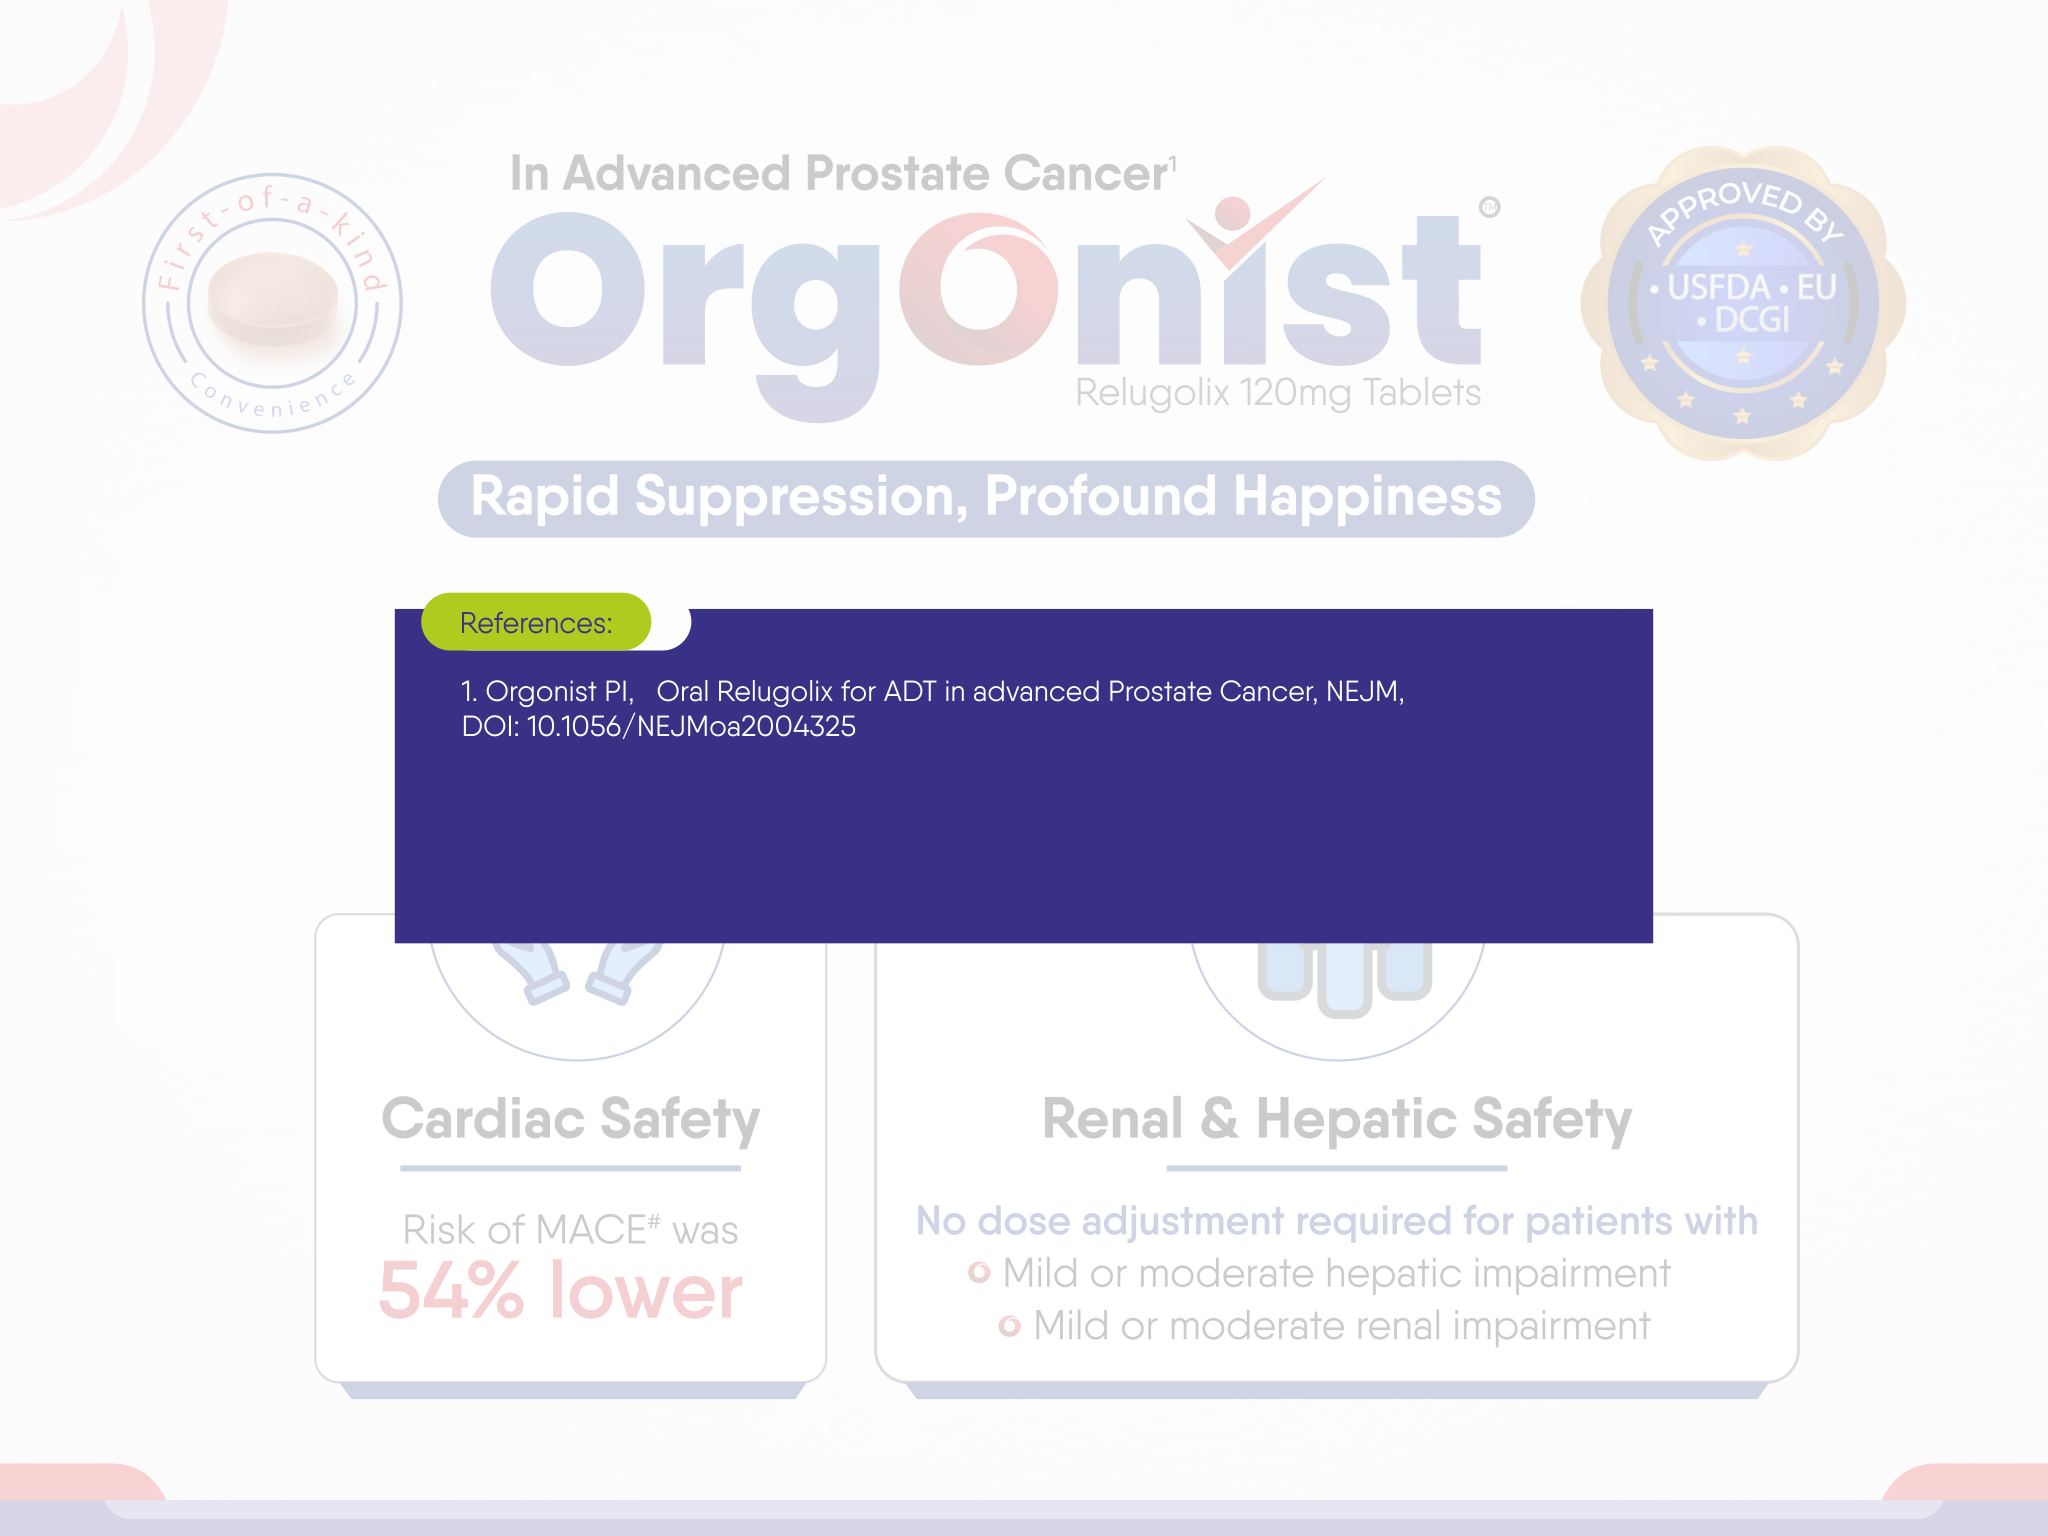 In Advanced Prostate Cancer¹
First-of-a-kind
Convenience
OrgOnist ™
Relugolix 120mg Tablets
APPROVED BY
• USFDA • EU
• DCGI
Rapid Suppression, Profound Happiness
References:
1. Orgonist PI, Oral Relugolix for ADT in advanced Prostate Cancer, NEJM,
DOI: 10.1056/NEJMoa2004325
Cardiac Safety
Risk of MACE# was
54% lower
Renal & Hepatic Safety
No dose adjustment required for patients with
Mild or moderate hepatic impairment
Mild or moderate renal impairment